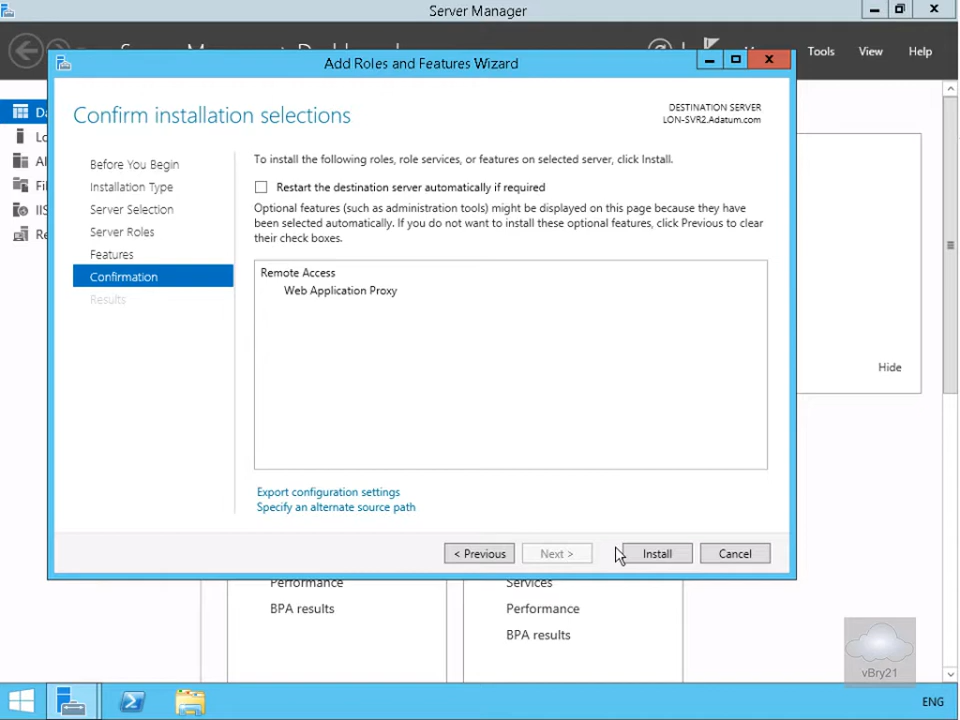 Server Manager
Tools
View
Help
Add Roles and Features Wizard
Confirm installation selections
DESTINATION SERVER
LON-SVR2.Adatum.com
Before You Begin
Installation Type
Server Selection
Server Roles
Features
Confirmation
Results
To install the following roles, role services, or features on selected server, click Install.
Restart the destination server automatically if required
Optional features (such as administration tools) might be displayed on this page because they have
been selected automatically. If you do not want to install these optional features, click Previous to clear
their check boxes.
Remote Access
Web Application Proxy
Export configuration settings
Specify an alternate source path
< Previous
Next >
Install
Cancel
Hide
Performance
BPA results
Services
Performance
BPA results
vBry21
ENG